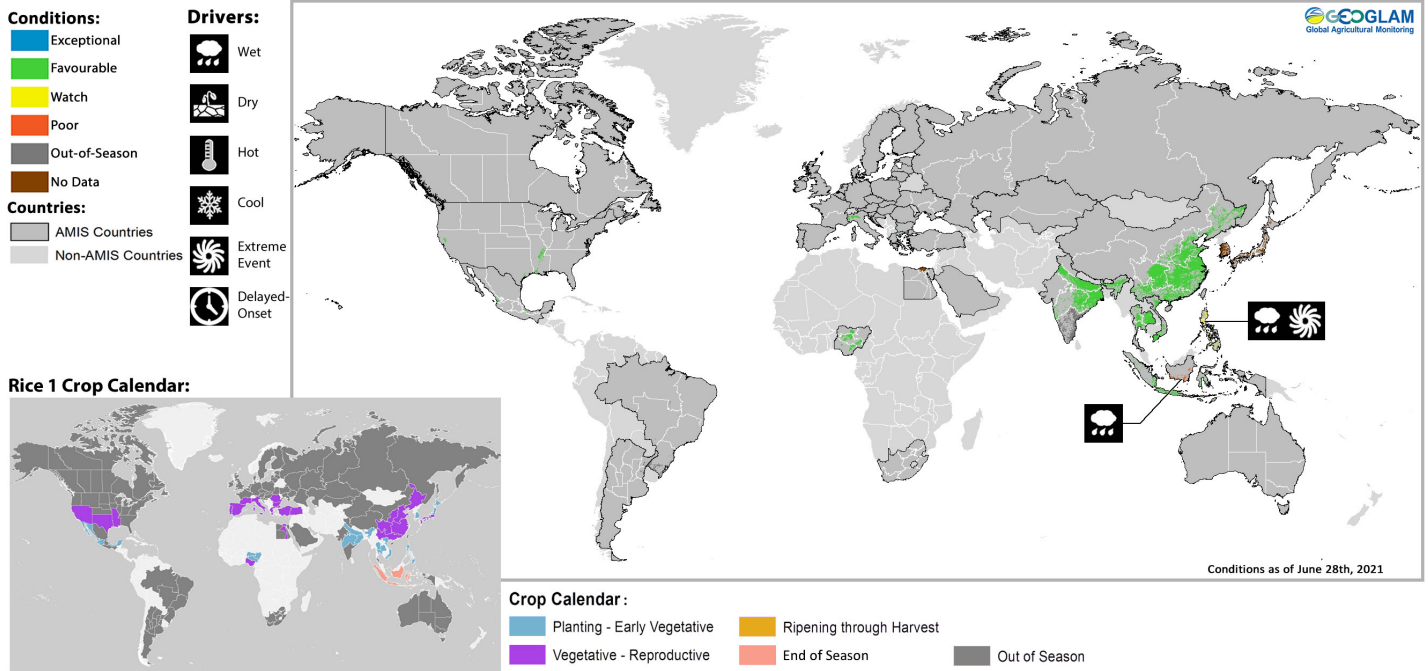 Conditions:
Exceptional
Favourable
Watch
Poor
Out-of-Season
No Data
Countries:
AMIS Countries
Non-AMIS Countries
Drivers:
Wet
Dry
Hot
Cool
Extreme
Event
Delayed-
Onset
GEOGLAM
Global Agricultural Monitoring
Rice 1 Crop Calendar:
Conditions as of June 28th, 2021
Crop Calendar :
Planting - Early Vegetative
Vegetative - Reproductive
Ripening through Harvest
End of Season
Out of Season